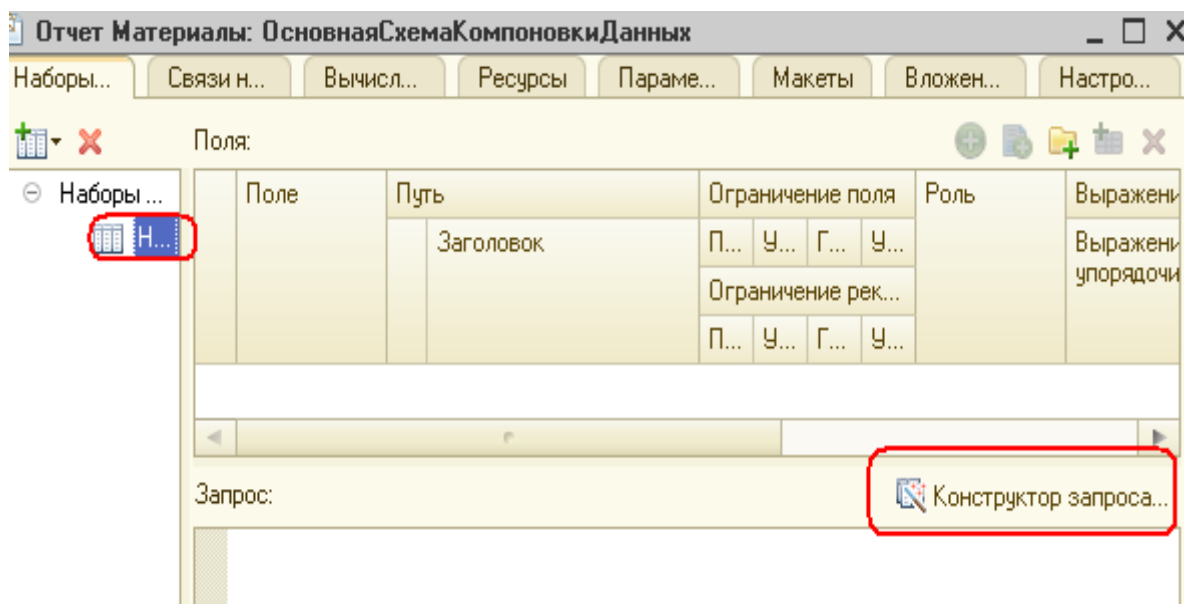 Отчет Материалы: ОсновнаяСхемаКомпоновкиДанных
Наборы... Связи н... Вычисл... Ресурсы Параме... Макеты Вложен... Настро...
Поля:
Наборы ...
Н...
Поле Путь Ограничение поля Роль Выражени
Заголовок П... У... Г... У... Выражени
упорядочи
Ограничение рек...
П... У... Г... У...
Запрос: Конструктор запроса...